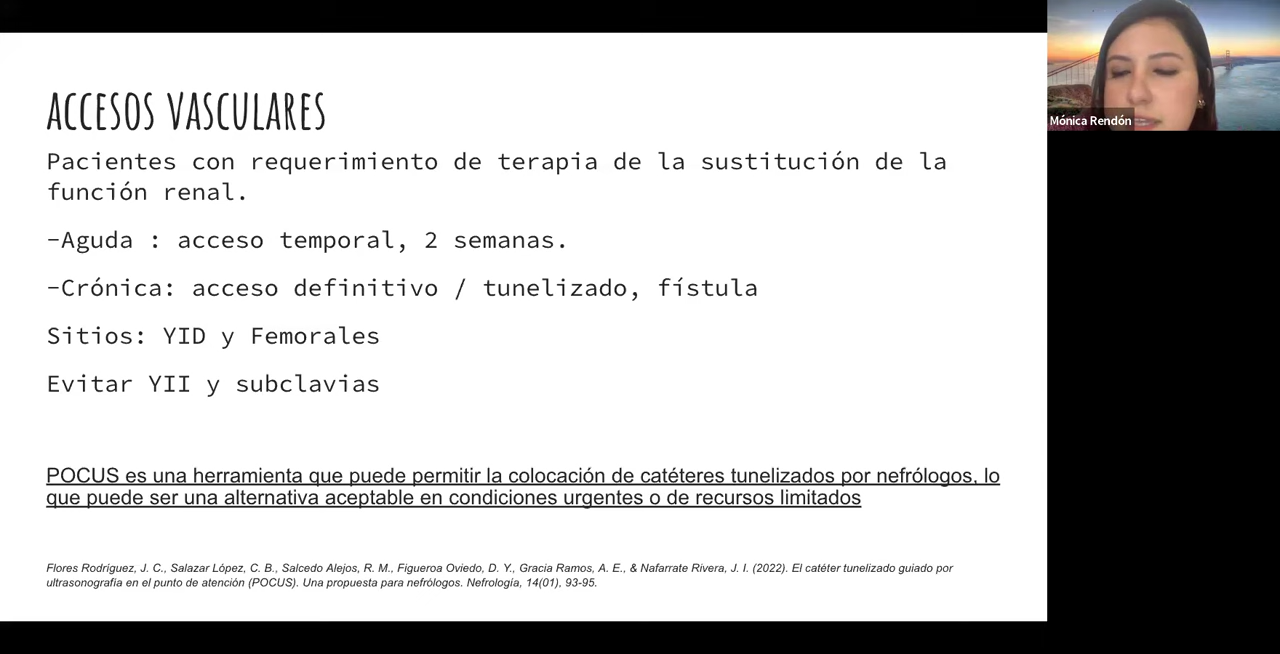 ACCESOS VASCULARES
Pacientes con requerimiento de terapia de la sustitución de la
función renal.
-Aguda : acceso temporal, 2 semanas.
-Crónica: acceso definitivo / tunelizado, fístula
Sitios: YID y Femorales
Evitar YII y subclavias
POCUS es una herramienta que puede permitir la colocación de catéteres tunelizados por nefrólogos, lo
que puede ser una alternativa aceptable en condiciones urgentes o de recursos limitados
Flores Rodríguez, J. C., Salazar López, C. B., Salcedo Alejos, R. M., Figueroa Oviedo, D. Y., Gracia Ramos, A. E., & Nafarrate Rivera, J. I. (2022). El catéter tunelizado guiado por
ultrasonografía en el punto de atención (POCUS). Una propuesta para nefrólogos. Nefrología, 14(01), 93-95.
Mónica Rendón